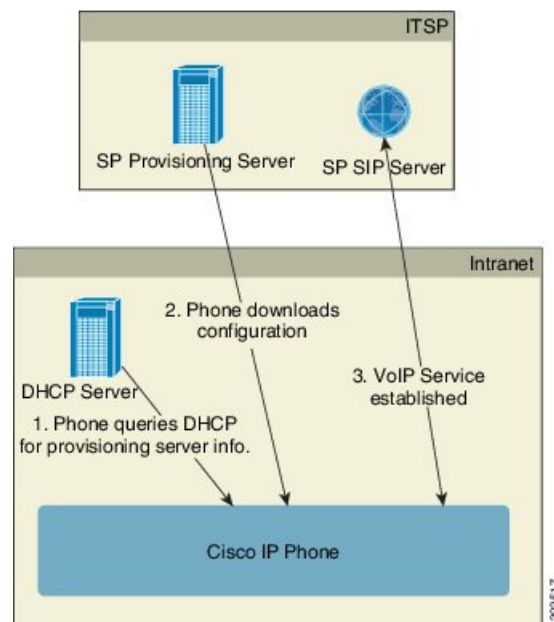 ITSP
SP Provisioning Server
SP SIP Server
Intranet
2. Phone downloads
configuration
DHCP Server
3. VoIP Service
established
1. Phone queries DHCP
for provisioning server info.
Cisco IP Phone